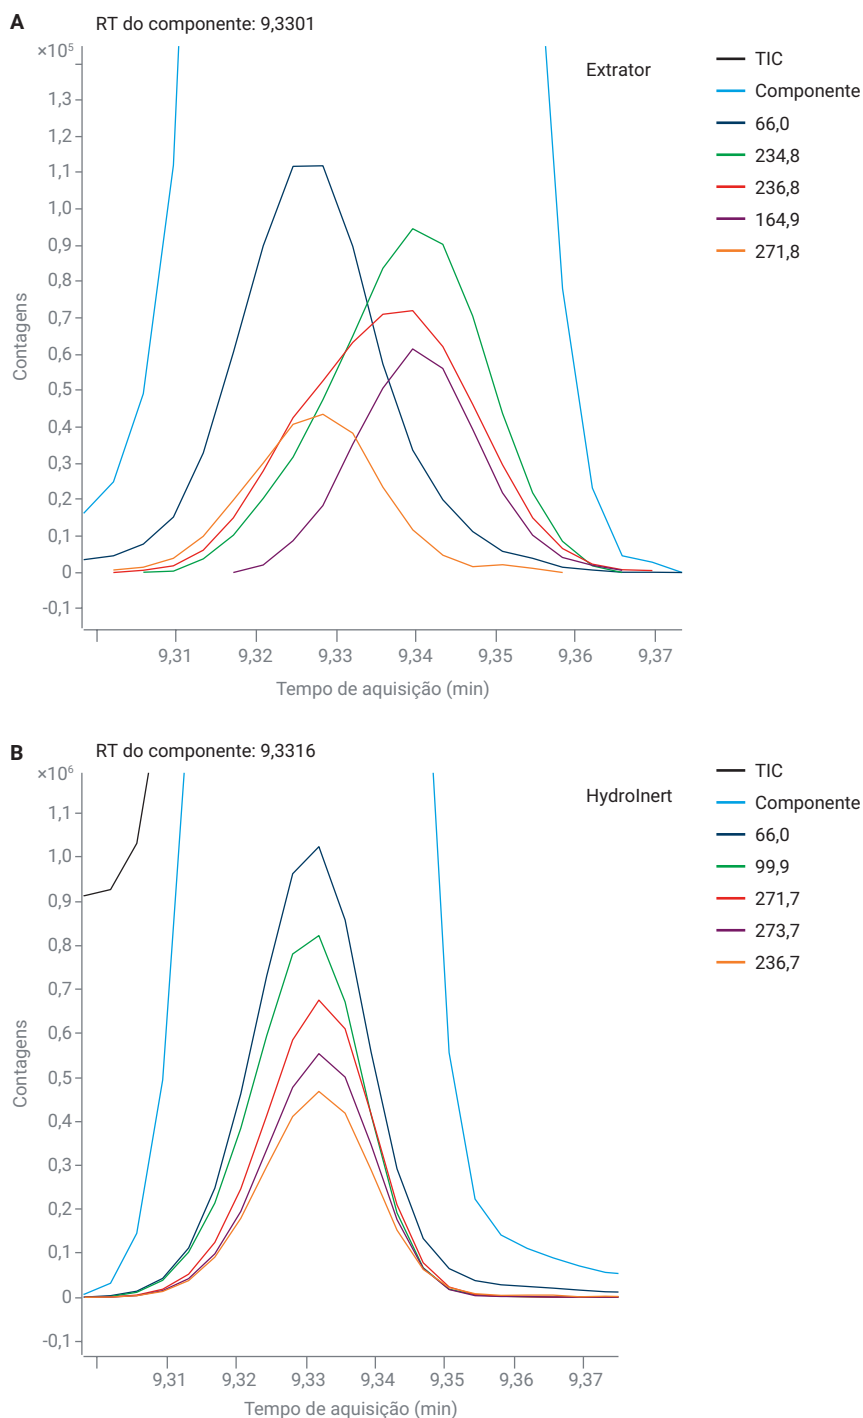 A
RT do componente: 9,3301
×10⁵
Extrator
1,3
1,2
1,1
1,0
0,9
0,8
0,7
0,6
0,5
0,4
0,3
0,2
0,1
0
-0,1
Contagens
9,31 9,32 9,33 9,34 9,35 9,36 9,37
Tempo de aquisição (min)
TIC
Componente
66,0
234,8
236,8
164,9
271,8
B
RT do componente: 9,3316
×10⁶
HydroInert
1,1
1,0
0,9
0,8
0,7
0,6
0,5
0,4
0,3
0,2
0,1
0
-0,1
Contagens
9,31 9,32 9,33 9,34 9,35 9,36 9,37
Tempo de aquisição (min)
TIC
Componente
66,0
99,9
271,7
273,7
236,7